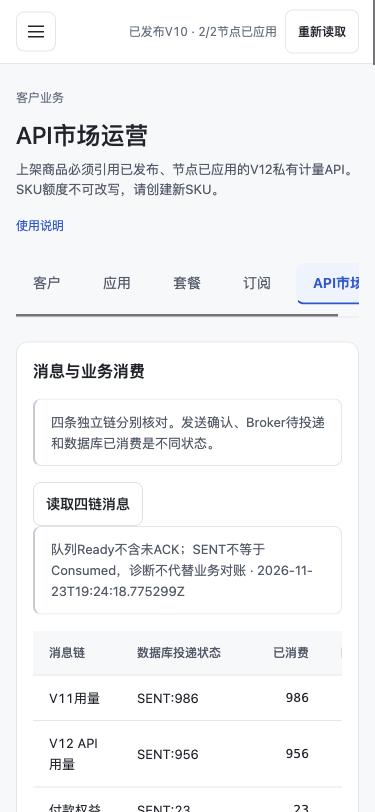 已发布V10 · 2/2节点已应用
重新读取
客户业务
API市场运营
上架商品必须引用已发布、节点已应用的V12私有计量API。
SKU额度不可改写，请创建新SKU。
使用说明
客户 应用 套餐 订阅 API市场
消息与业务消费
四条独立链分别核对。发送确认、Broker待投递
和数据库已消费是不同状态。
读取四链消息
队列Ready不含未ACK；SENT不等于
Consumed，诊断不代替业务对账 · 2026-11-
23T19:24:18.775299Z
消息链 数据库投递状态 已消费
V11用量 SENT:986 986
V12 API
用量 SENT:956 956
付款权益 SENT:23 23